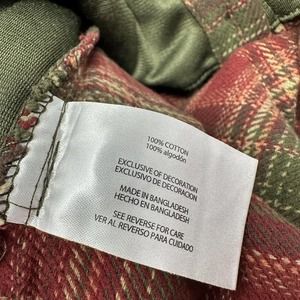 100% COTTON
100% algodón
EXCLUSIVE OF DECORATION
EXCLUSIVO DE DECORACION
MADE IN BANGLADESH
HECHO EN BANGLADESH
SEE REVERSE FOR CARE
VER AL REVERSO PARA CUIDADO